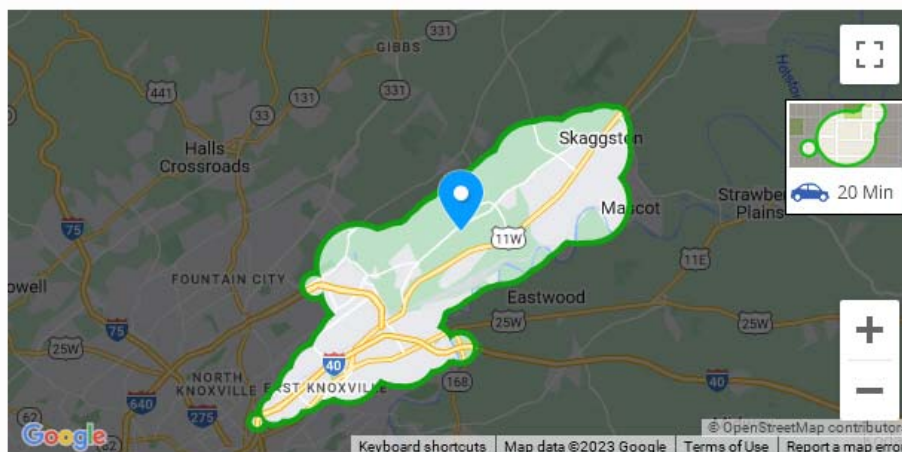 331
GIBBS
441
131
331
33
Halls
Crossroads
Skaggston
20 Min
Strawberry
Plains
Mascot
75
11W
11E
FOUNTAIN CITY
owell
Eastwood
75
25W
25W
25W
40
NORTH
KNOXVILLE
EAST KNOXVILLE
168
40
640
275
62
Google
© OpenStreetMap contributor
Keyboard shortcuts
Map data ©2023 Google
Terms of Use
Report a map error